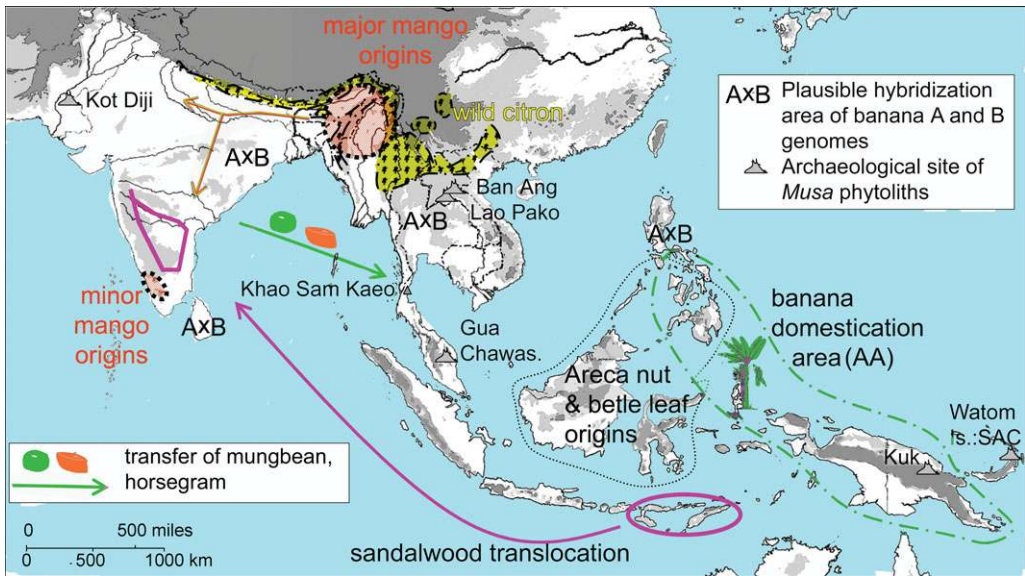 major mango
origins
Kot Diji
wild citron
AxB
Plausible hybridization
area of banana A and B
genomes
Archaeological site of
Musa phytoliths
AxB
Ban Ang
Lao Pako
AxB
AxB
Khao Sam Kaeo
minor
mango
origins
AxB
Gua
Chawas.
banana
domestication
area (AA)
Areca nut
& betle leaf
origins
Watom
Is.:SAC
Kuk
transfer of mungbean,
horsegram
0 500 miles
0 500 1000 km
sandalwood translocation